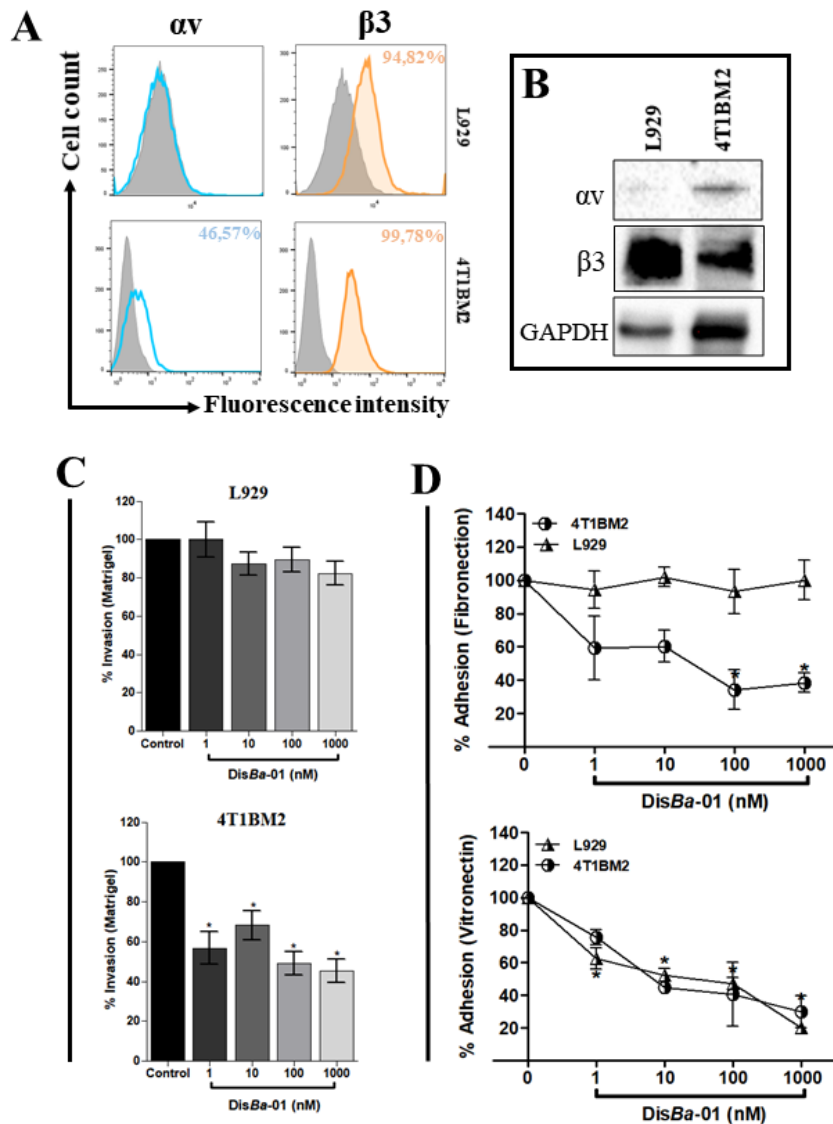 A
αv
β3
94,82%
L929
Cell count
46,57%
99,78%
4T1BM2
Fluorescence intensity
B
L929
4T1BM2
αv
β3
GAPDH
C
L929
% Invasion (Matrigel)
120
100
80
60
40
20
0
Control
1
10
100
1000
DisBa-01 (nM)
4T1BM2
% Invasion (Matrigel)
120
100
80
60
40
20
0
*
*
*
*
Control
1
10
100
1000
DisBa-01 (nM)
D
% Adhesion (Fibronection)
140
120
100
80
60
40
20
4T1BM2
L929
*
*
0
1
10
100
1000
DisBa-01 (nM)
% Adhesion (Vitronectin)
140
120
100
80
60
40
20
L929
4T1BM2
*
*
*
*
0
1
10
100
1000
DisBa-01 (nM)